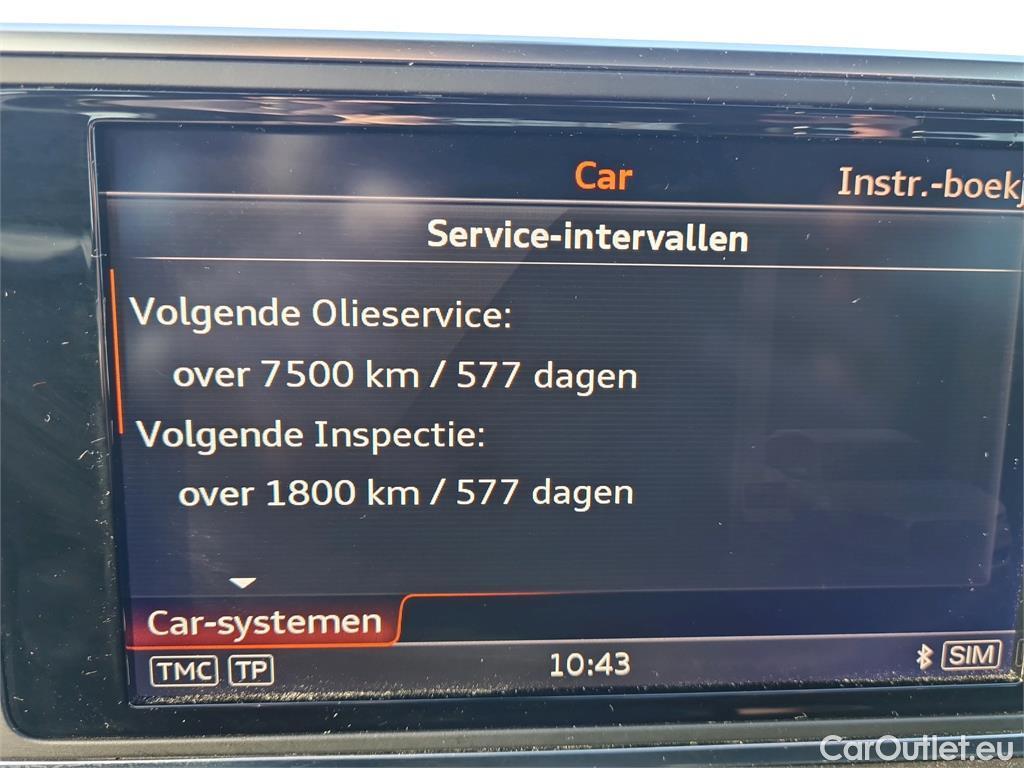 Car Instr.-boekj
Service-intervallen
Volgende Olieservice:
over 7500 km / 577 dagen
Volgende Inspectie:
over 1800 km / 577 dagen
Car-systemen
TMC TP 10:43 SIM
CarOutlet.eu